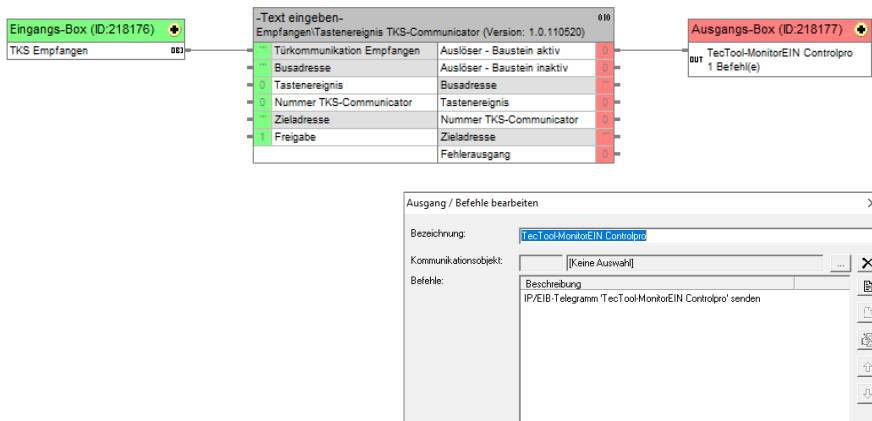 Eingangs-Box (ID:218176)
TKS Empfangen
OBJ
-Text eingeben-
Empfangen\Tastenereignis TKS-Communicator (Version: 1.0.110520)
"" Türkommunikation Empfangen Auslöser - Baustein aktiv 0
"" Busadresse Auslöser - Baustein inaktiv 0
0 Tastenereignis Busadresse ""
0 Nummer TKS-Communicator Tastenereignis 0
"" Zieladresse Nummer TKS-Communicator 0
1 Freigabe Zieladresse ""
Fehlerausgang 0
Ausgangs-Box (ID:218177)
OUT TecTool-MonitorEIN Controlpro
1 Befehl(e)
Ausgang / Befehle bearbeiten
Bezeichnung: TecTool-MonitorEIN Controlpro
Kommunikationsobjekt: [Keine Auswahl] ...
Befehle: Beschreibung
IP/EIB-Telegramm 'TecTool-MonitorEIN Controlpro' senden